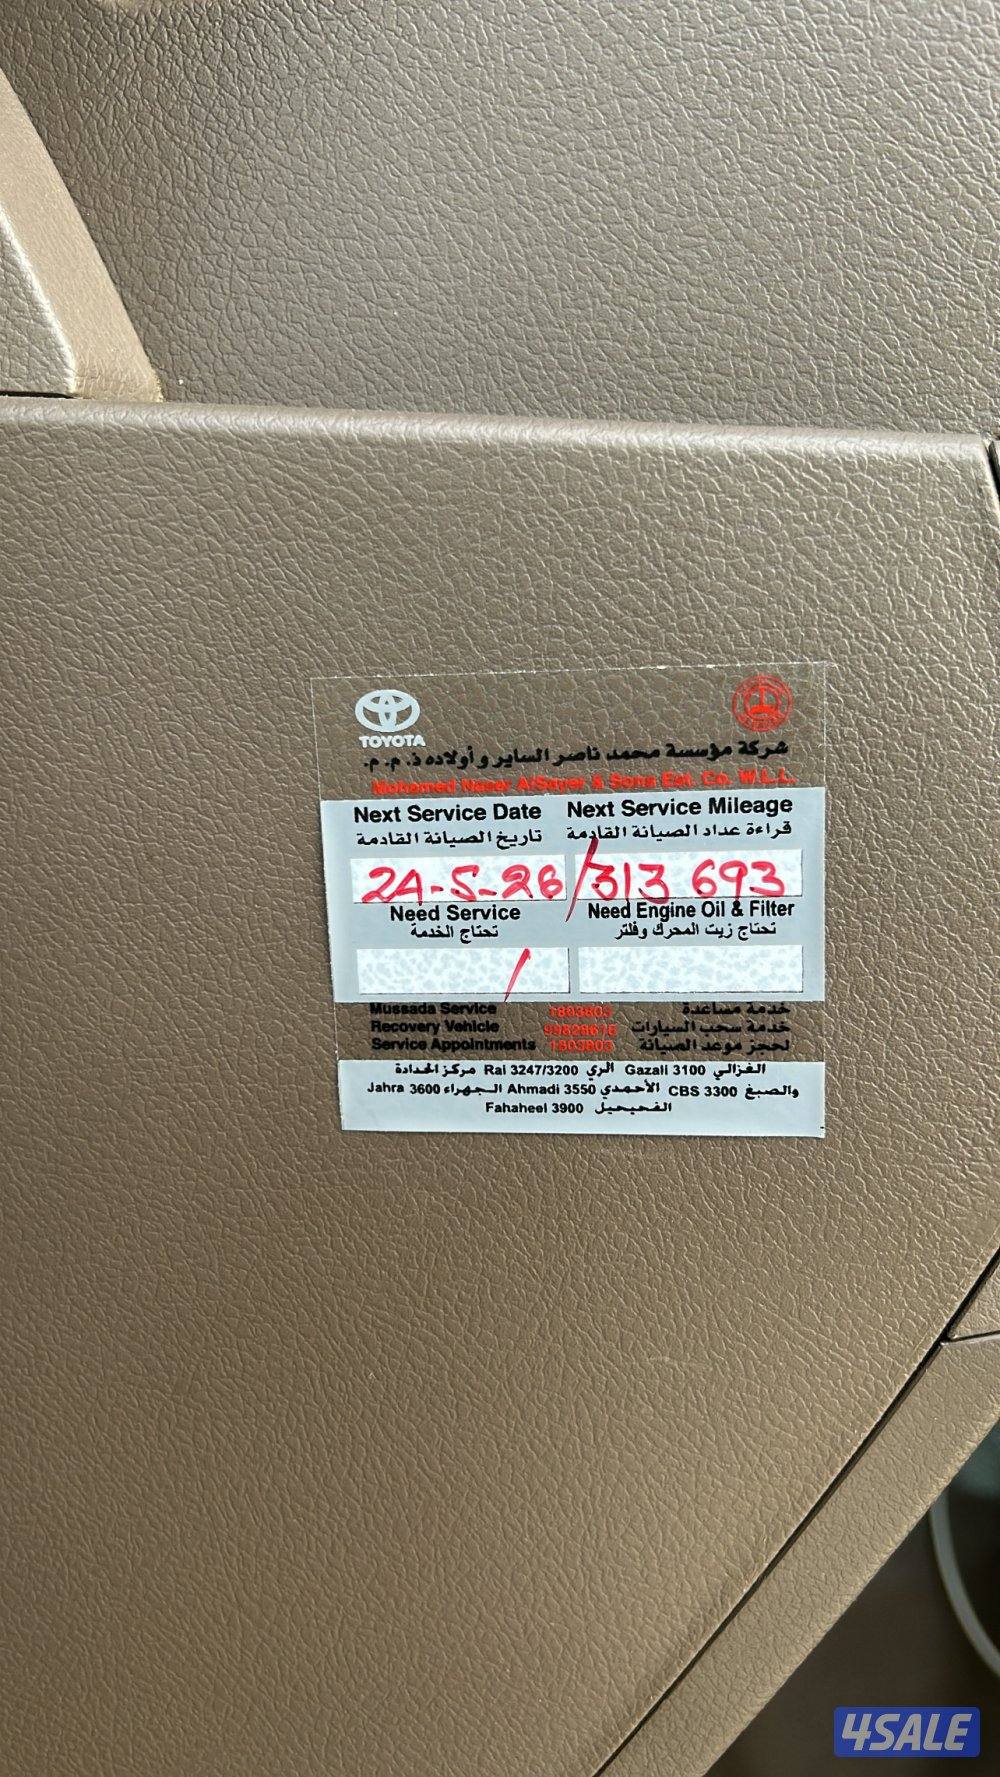 TOYOTA
شركة مؤسسة محمد ناصر الساير و أولاده ذ. م. م.
Mohamed Naser AlSayer & Sons Est. Co. W.L.L.
Next Service Date Next Service Mileage
تاريخ الصيانة القادمة قراءة عداد الصيانة القادمة
24-5-26 / 313 693
Need Service Need Engine Oil & Filter
تحتاج الخدمة تحتاج زيت المحرك وفلتر
/
Mussada Service 1803803 خدمة مساعدة
Recovery Vehicle 99828616 خدمة سحب السيارات
Service Appointments 1803803 لحجز موعد الصيانة
الغزالي Gazali 3100 الري Rai 3247/3200 مركز الحدادة
والصبغ CBS 3300 الأحمدي Ahmadi 3550 الجهراء Jahra 3600
الفحيحيل Fahaheel 3900
4SALE